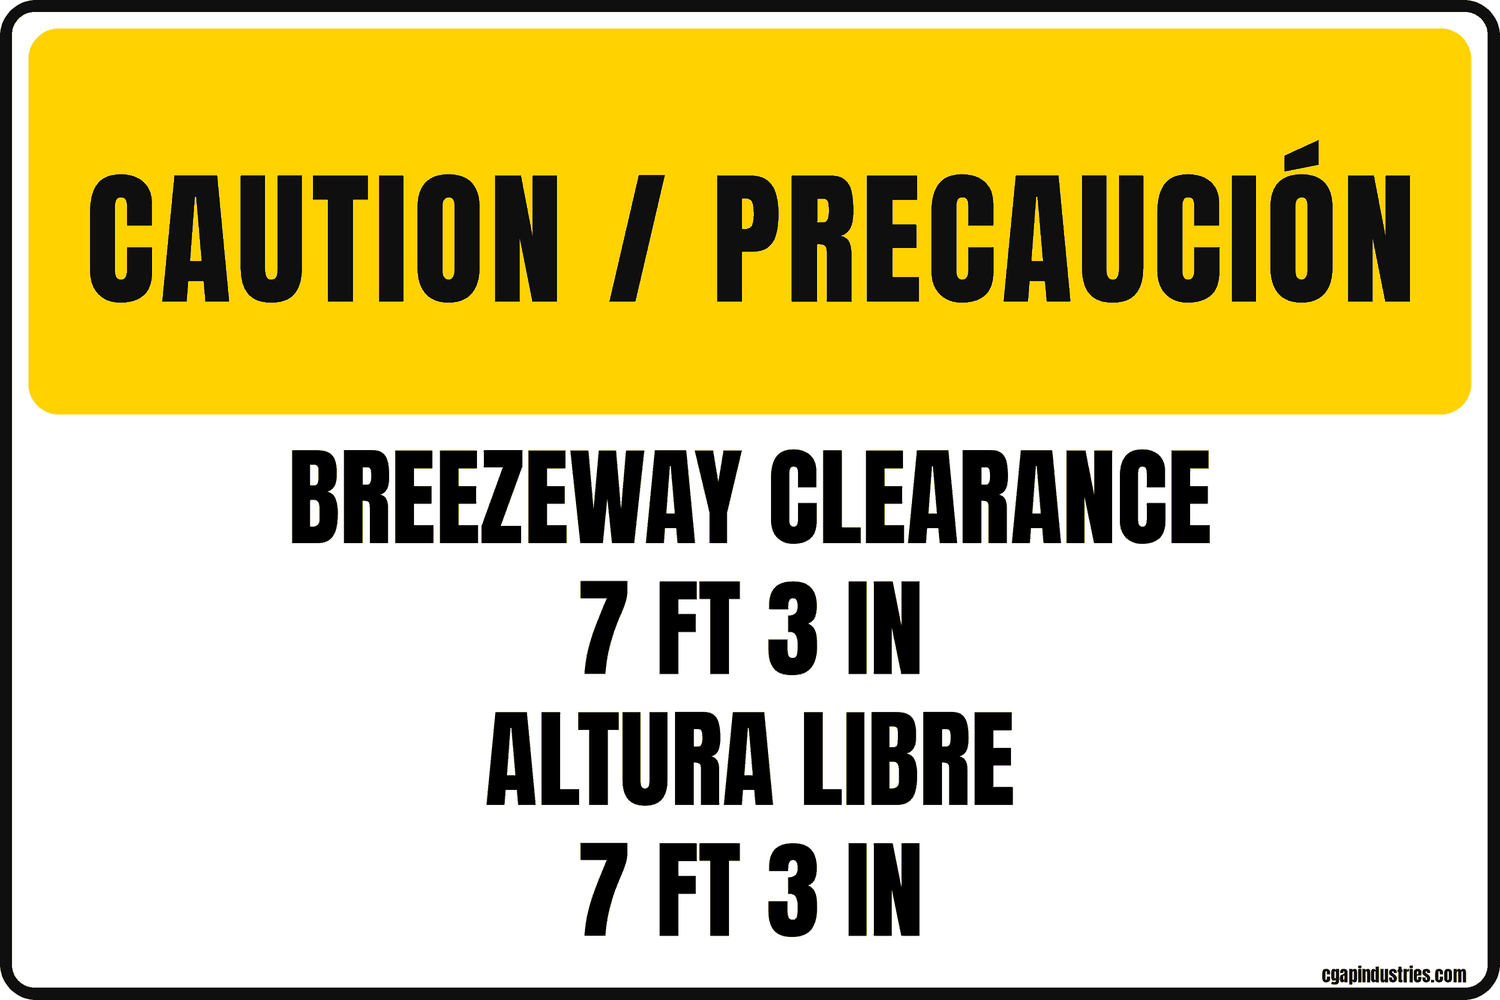 CAUTION / PRECAUCIÓN
BREEZEWAY CLEARANCE
7 FT 3 IN
ALTURA LIBRE
7 FT 3 IN
cgapindustries.com